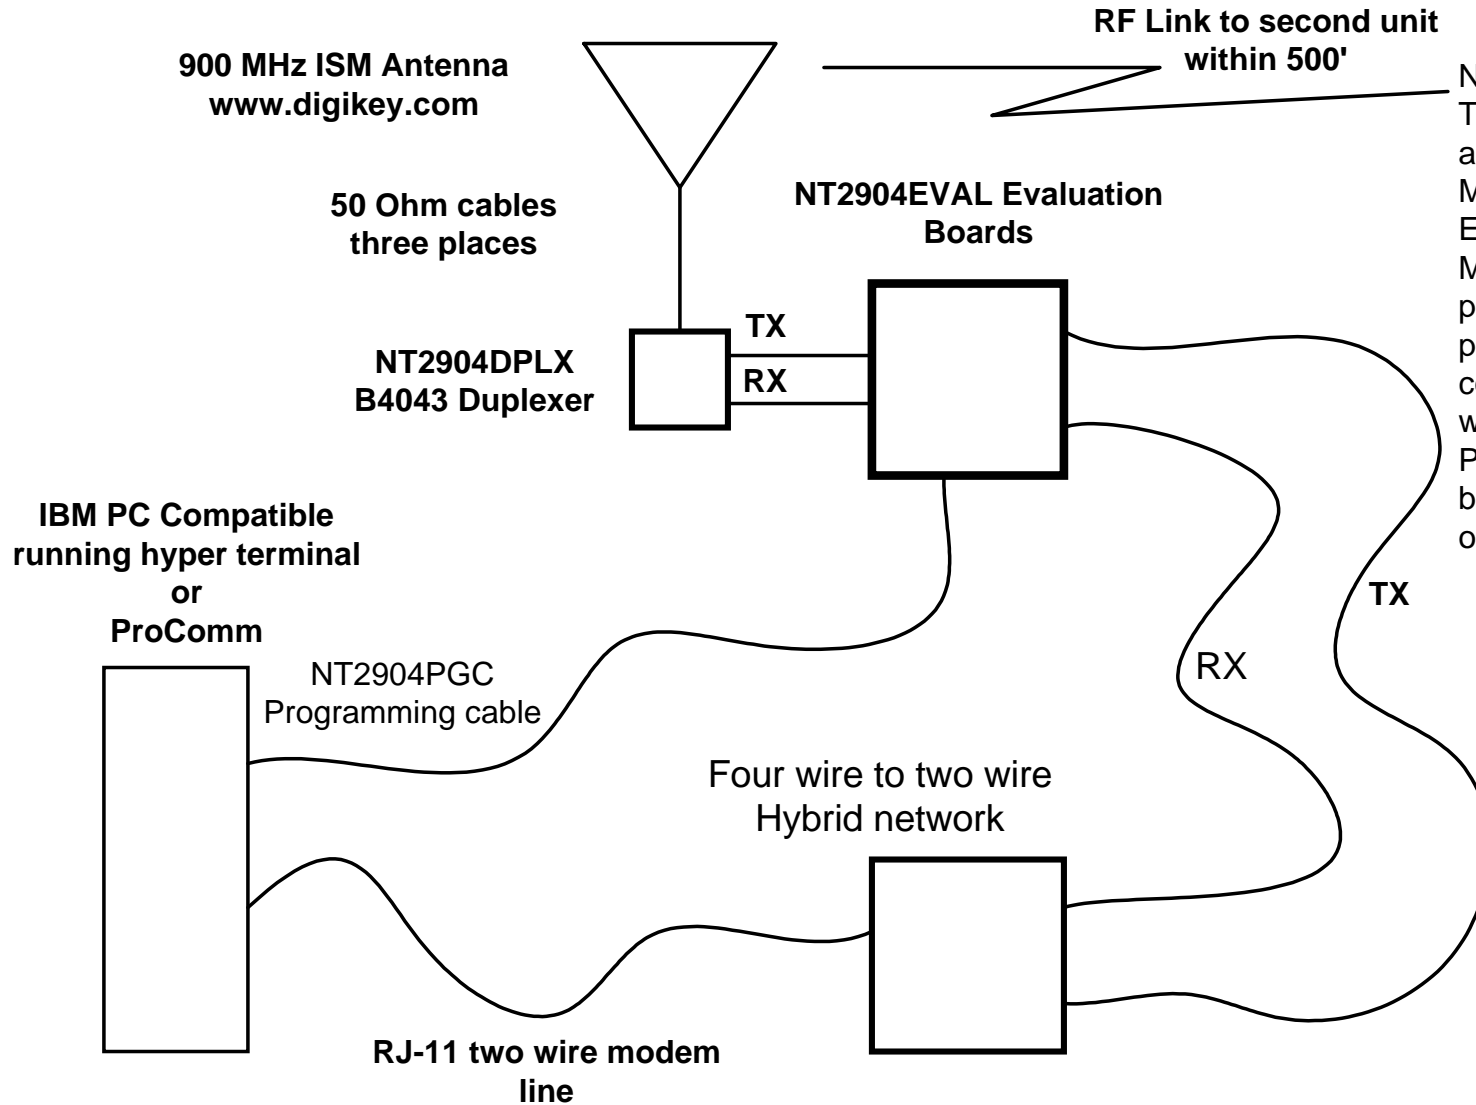 RF Link to second unit
within 500'
900 MHz ISM Antenna
www.digikey.com
50 Ohm cables
three places
NT2904EVAL Evaluation
Boards
TX
RX
NT2904DPLX
B4043 Duplexer
IBM PC Compatible
running hyper terminal
or
ProComm
NT2904PGC
Programming cable
TX
RX
Four wire to two wire
Hybrid network
RJ-11 two wire modem
line